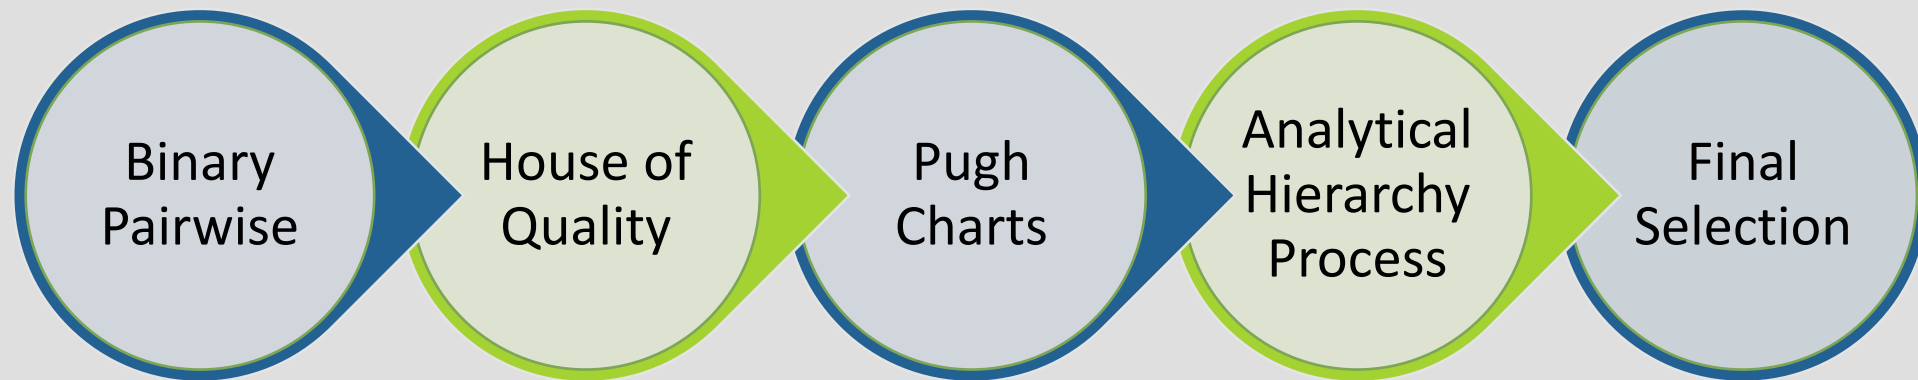 Binary
Pairwise
House of
Quality
Pugh
Charts
Analytical
Hierarchy
Process
Final
Selection